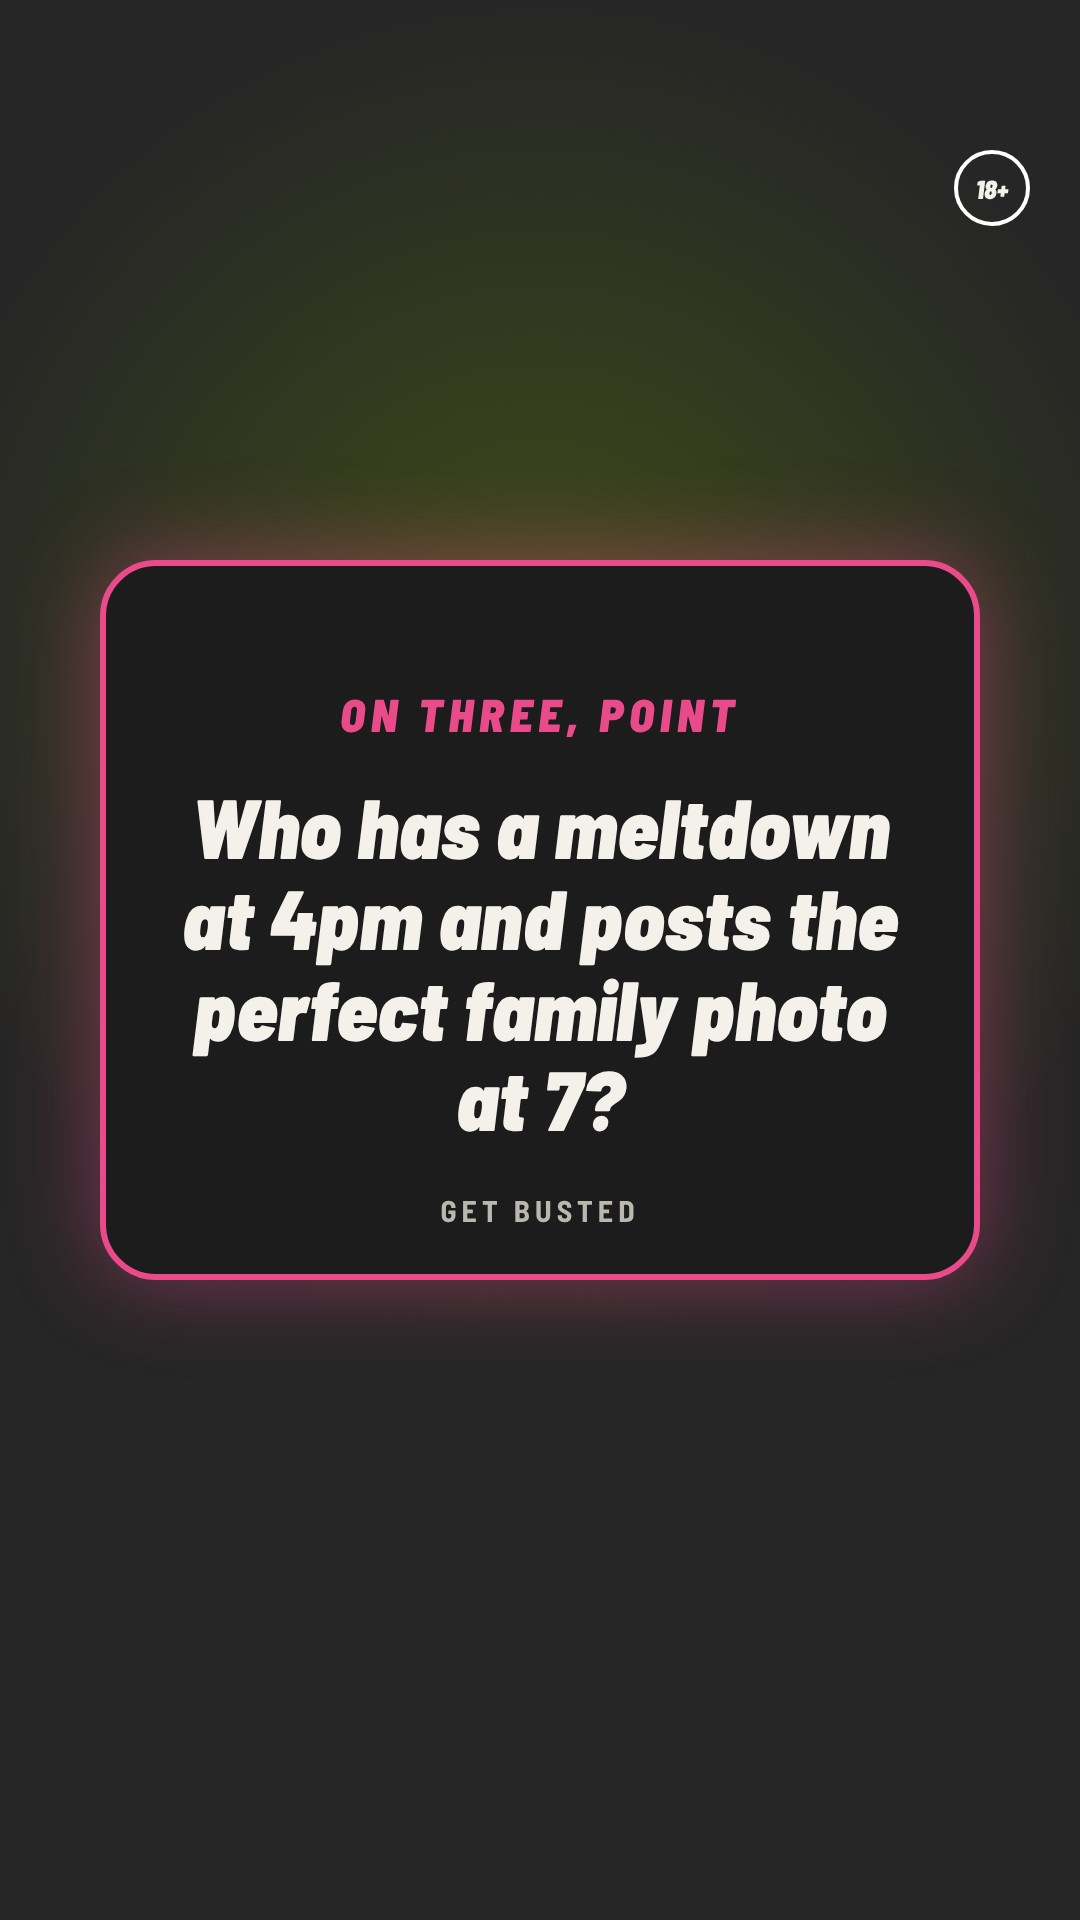 18+
ON THREE, POINT
Who has a meltdown
at 4pm and posts the
perfect family photo
at 7?
GET BUSTED